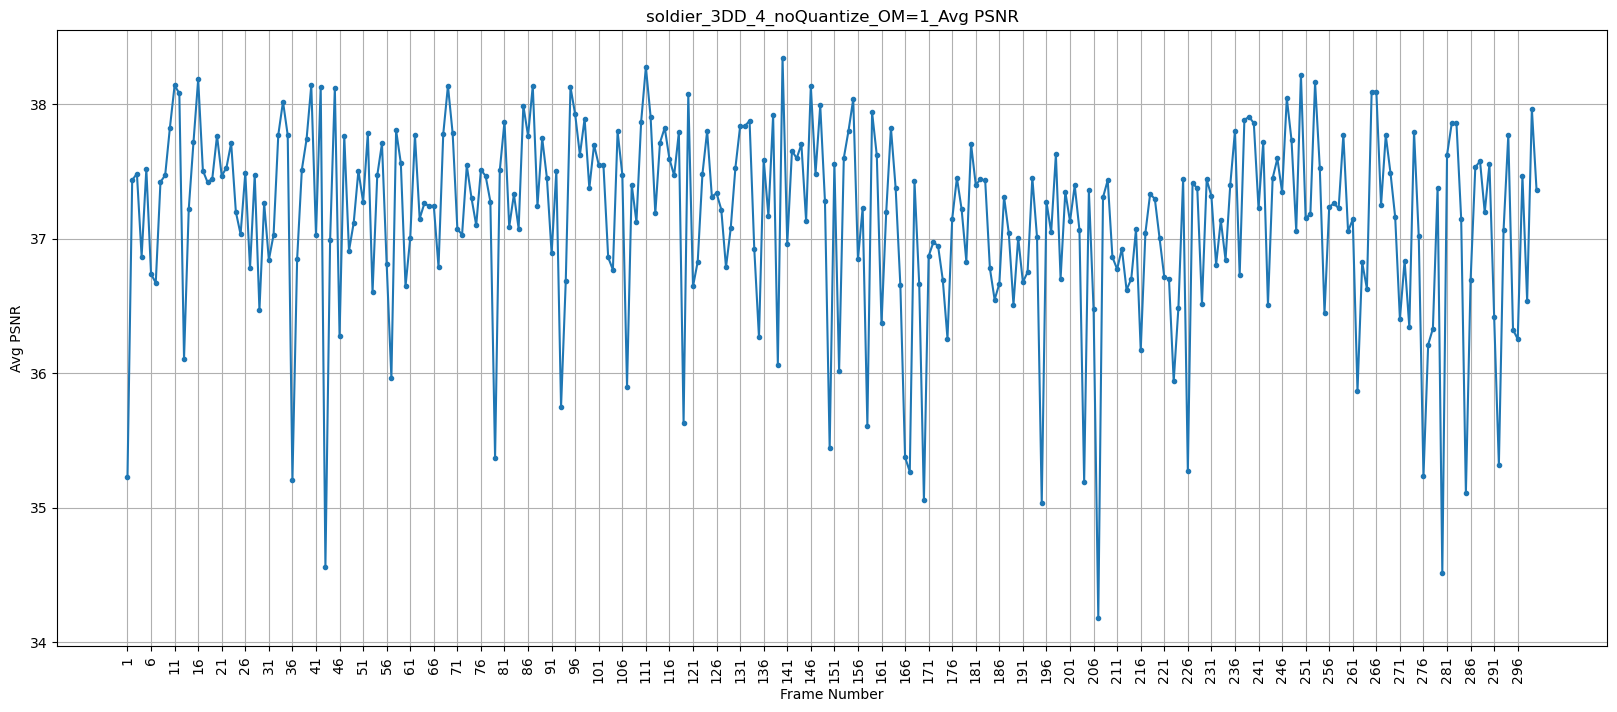 soldier_3DD_4_noQuantize_OM=1_Avg PSNR
Avg PSNR
38
37
36
35
34
1 6 11 16 21 26 31 36 41 46 51 56 61 66 71 76 81 86 91 96 101 106 111 116 121 126 131 136 141 146 151 156 161 166 171 176 181 186 191 196 201 206 211 216 221 226 231 236 241 246 251 256 261 266 271 276 281 286 291 296
Frame Number